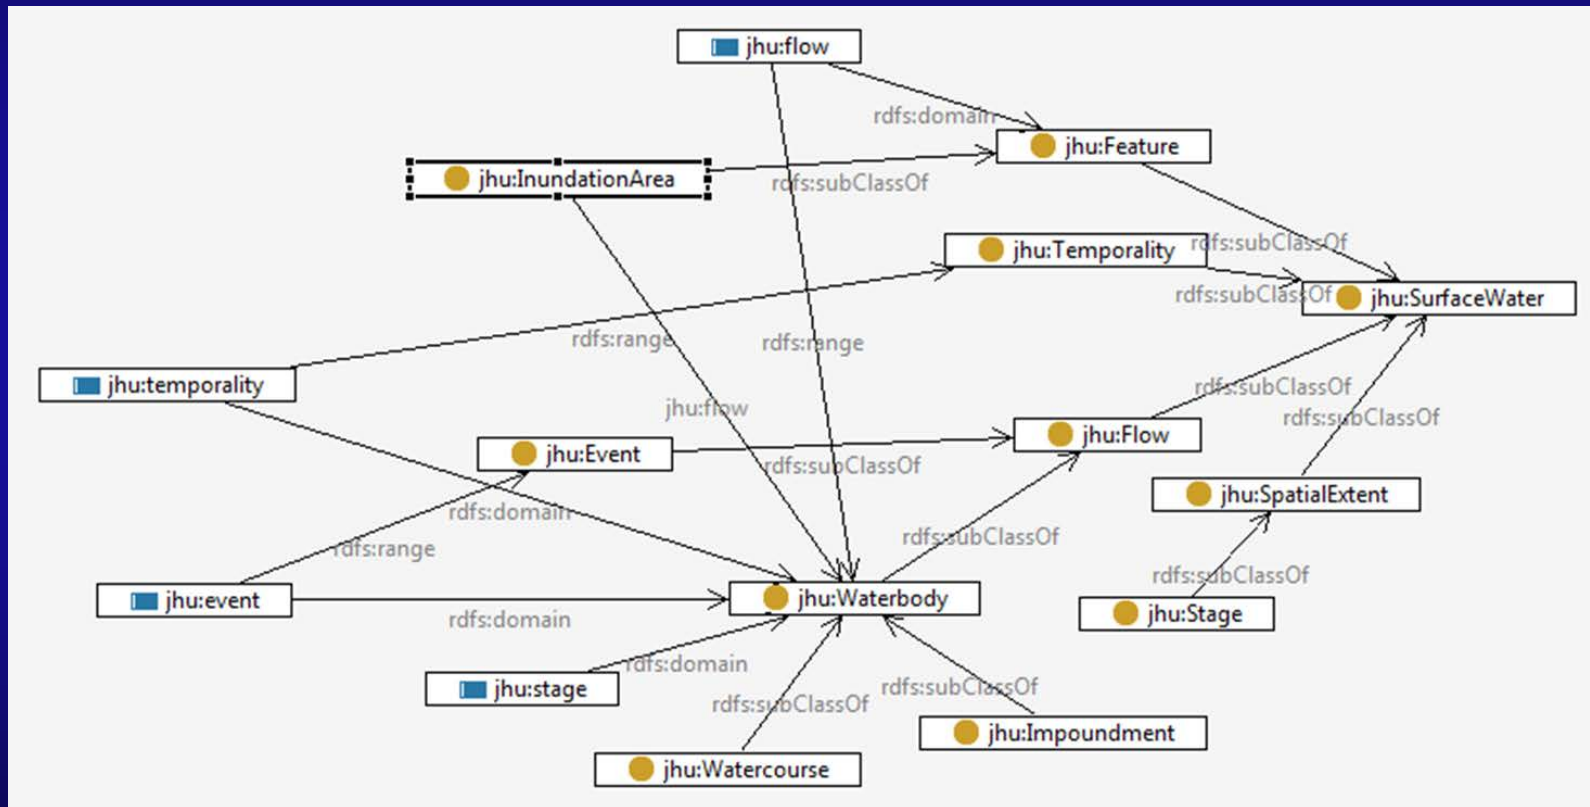 jhu:flow
rdfs:domain
jhu:Feature
jhu:InundationArea
rdfs:subClassOf
jhu:Temporality
rdfs:subClassOf
rdfs:subClassOf
jhu:SurfaceWater
rdfs:range
rdfs:range
jhu:temporality
rdfs:subClassOf
jhu:flow
rdfs:subClassOf
jhu:Flow
jhu:Event
rdfs:subClassOf
jhu:SpatialExtent
rdfs:domain
rdfs:subClassOf
rdfs:range
rdfs:subClassOf
jhu:event
jhu:Waterbody
jhu:Stage
rdfs:domain
rdfs:domain
jhu:stage
rdfs:subClassOf
rdfs:subClassOf
jhu:Impoundment
jhu:Watercourse